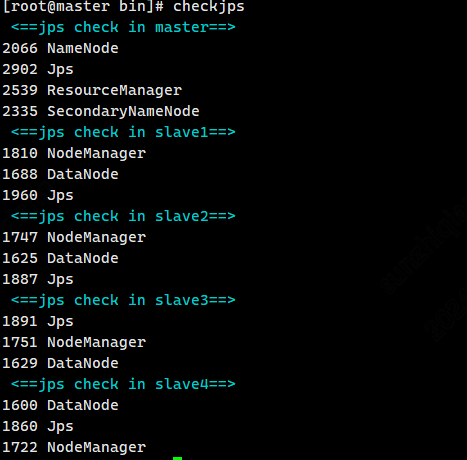 [root@master bin]# checkjps
<==jps check in master==>
2066 NameNode
2902 Jps
2539 ResourceManager
2335 SecondaryNameNode
<==jps check in slave1==>
1810 NodeManager
1688 DataNode
1960 Jps
<==jps check in slave2==>
1747 NodeManager
1625 DataNode
1887 Jps
<==jps check in slave3==>
1891 Jps
1751 NodeManager
1629 DataNode
<==jps check in slave4==>
1600 DataNode
1860 Jps
1722 NodeManager